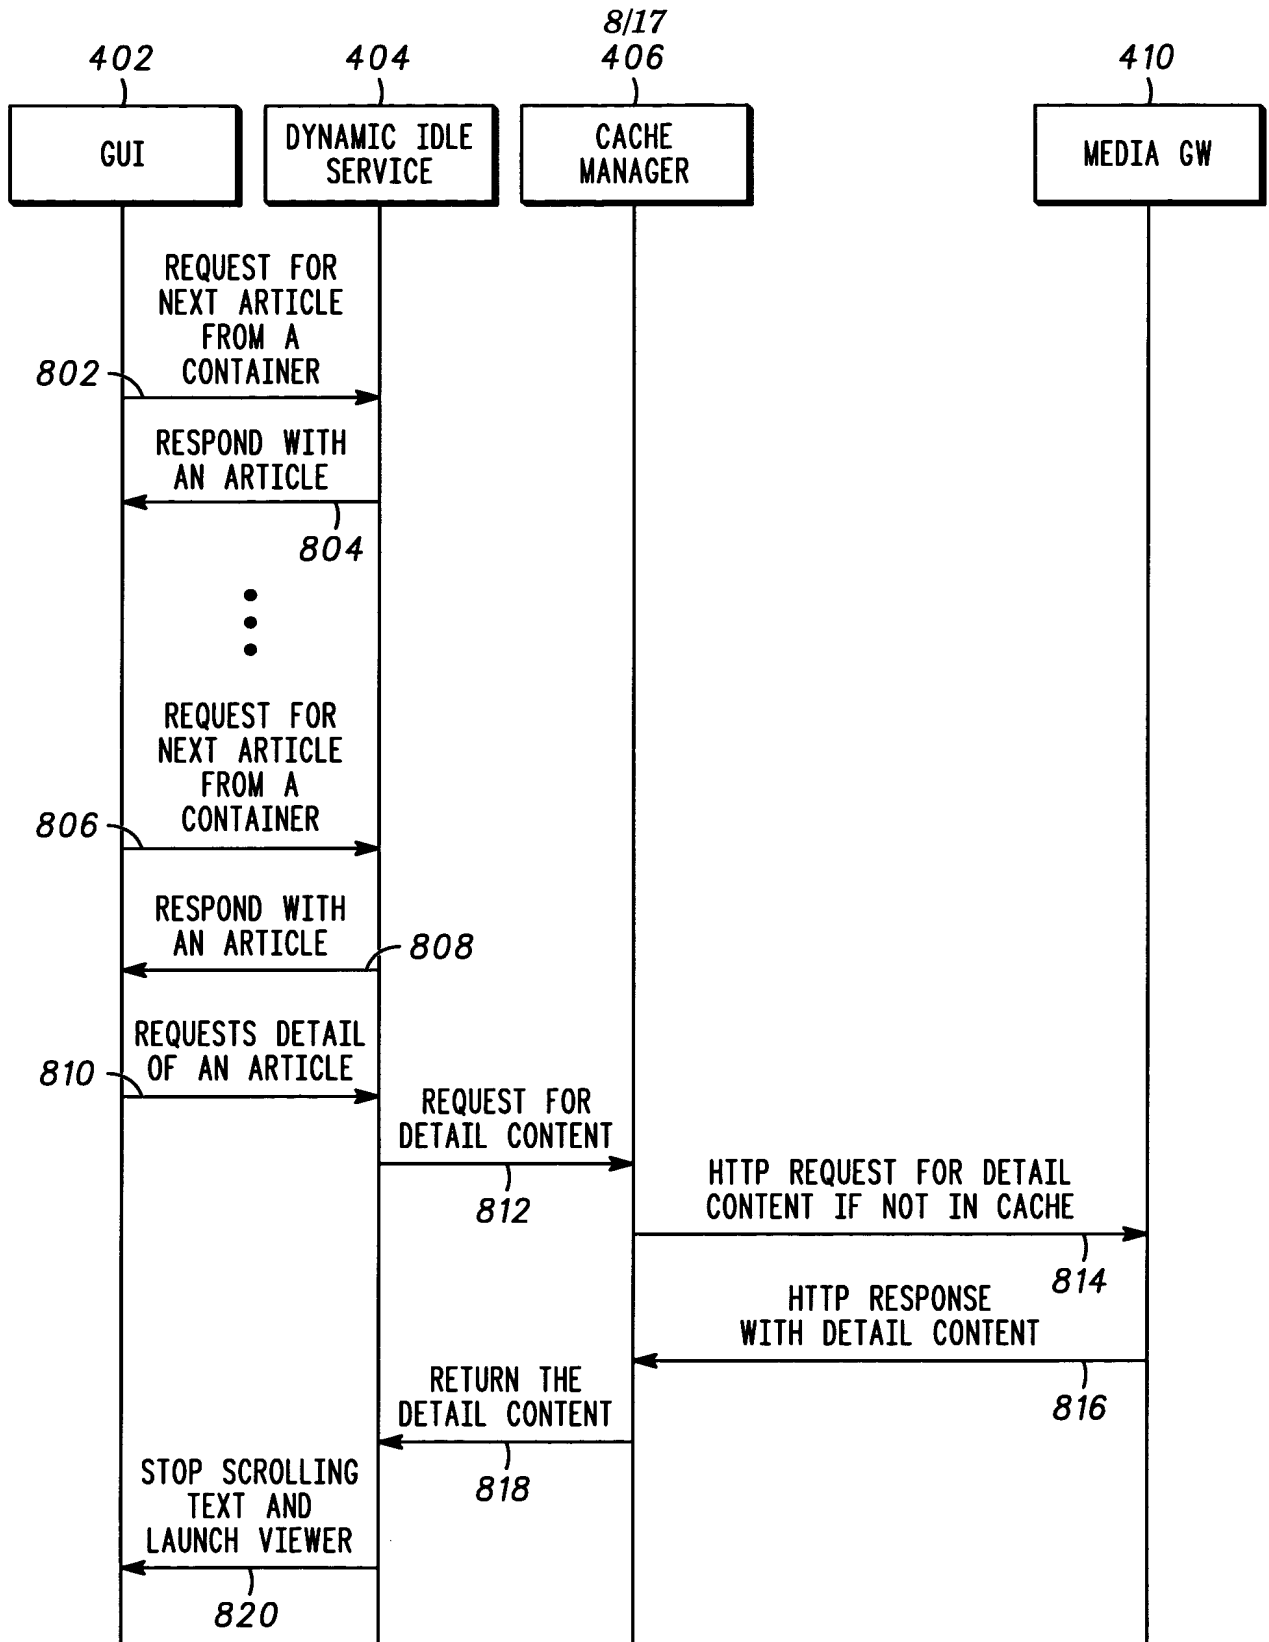 8/17
402
404
406
410
GUI
DYNAMIC IDLE
SERVICE
CACHE
MANAGER
MEDIA GW
REQUEST FOR
NEXT ARTICLE
FROM A
CONTAINER
802
RESPOND WITH
AN ARTICLE
804
REQUEST FOR
NEXT ARTICLE
FROM A
CONTAINER
806
RESPOND WITH
AN ARTICLE
808
REQUESTS DETAIL
OF AN ARTICLE
810
REQUEST FOR
DETAIL CONTENT
812
HTTP REQUEST FOR DETAIL
CONTENT IF NOT IN CACHE
814
HTTP RESPONSE
WITH DETAIL CONTENT
816
RETURN THE
DETAIL CONTENT
818
STOP SCROLLING
TEXT AND
LAUNCH VIEWER
820